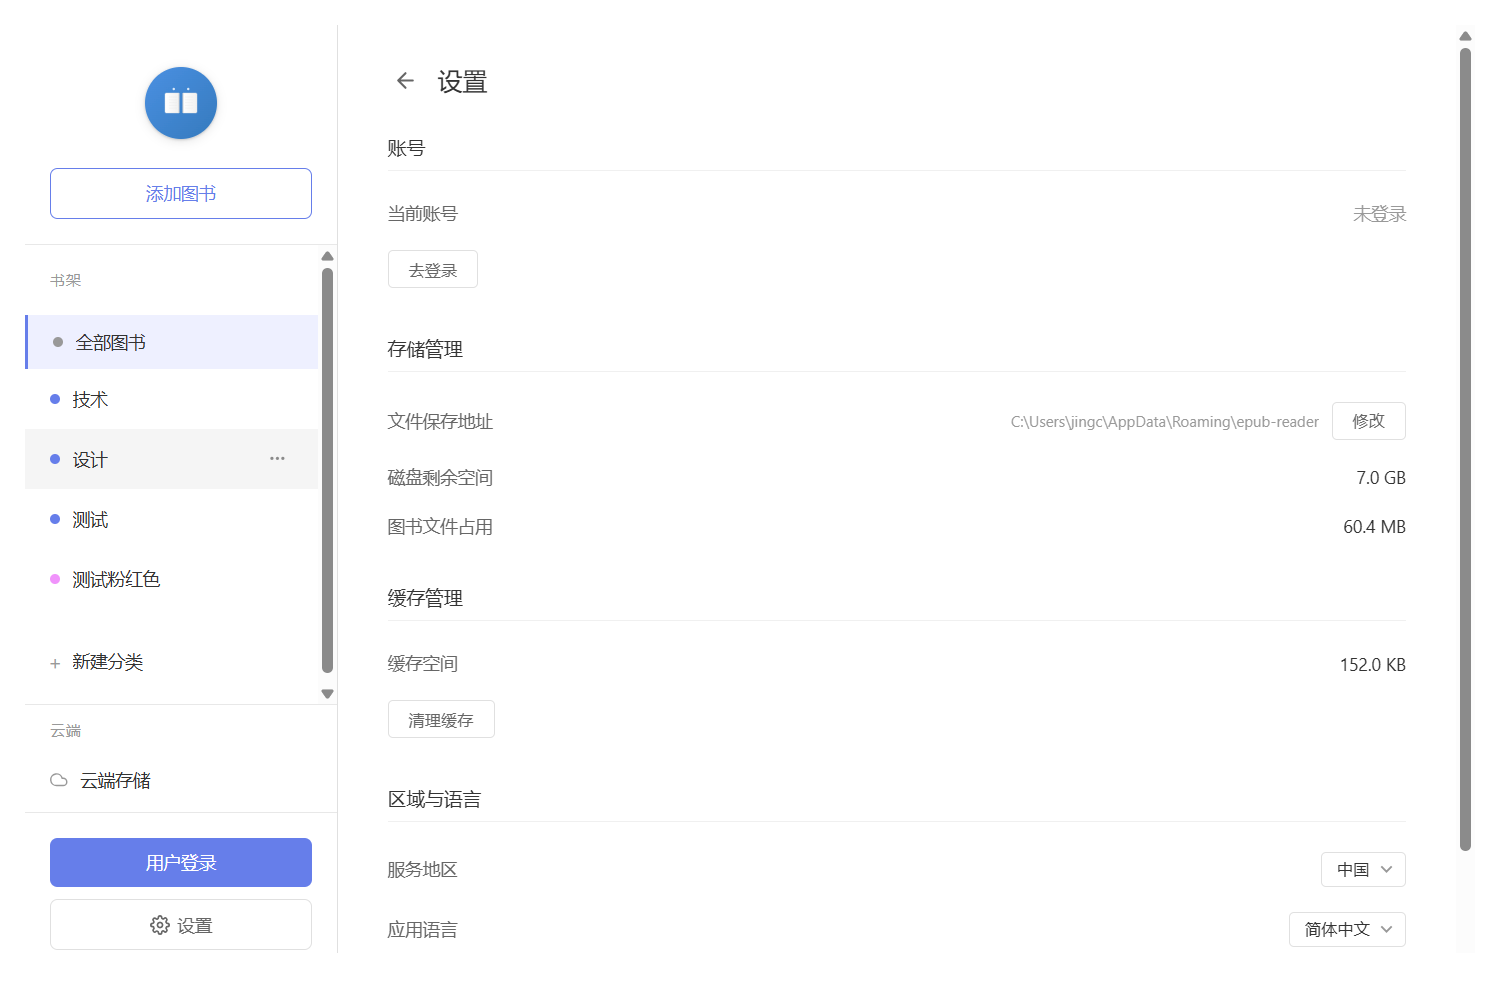 添加图书
书架
全部图书
技术
设计
测试
测试粉红色
+ 新建分类
云端
云端存储
用户登录
设置
设置
账号
当前账号 未登录
去登录
存储管理
文件保存地址 C:\Users\jingc\AppData\Roaming\epub-reader 修改
磁盘剩余空间 7.0 GB
图书文件占用 60.4 MB
缓存管理
缓存空间 152.0 KB
清理缓存
区域与语言
服务地区 中国
应用语言 简体中文